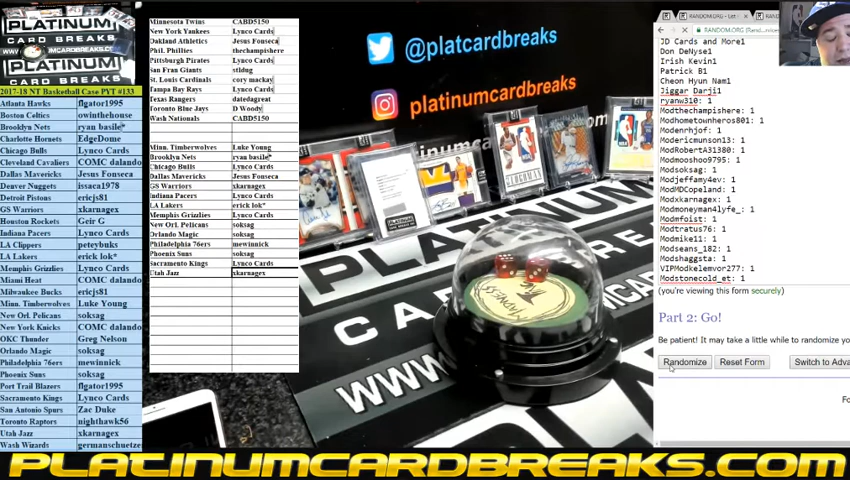 PLATINUM
CARD BREAKS
2017-18 NT Basketball Case PYT #133
Atlanta Hawks flgator1995
Boston Celtics owinthehouse
Brooklyn Nets ryan basile*
Charlotte Hornets EdgeDome
Chicago Bulls Lynco Cards
Cleveland Cavaliers COMC dalando
Dallas Mavericks Jesus Fonseca
Denver Nuggets issaca1978
Detroit Pistons ericjs81
GS Warriors xkarnagex
Houston Rockets Geir G
Indiana Pacers Lynco Cards
LA Clippers peteybuks
LA Lakers erick lok*
Memphis Grizzlies Lynco Cards
Miami Heat COMC dalando
Milwaukee Bucks ericjs81
Minn. Timberwolves Luke Young
New Orl. Pelicans soksag
New York Knicks COMC dalando
OKC Thunder Greg Nelson
Orlando Magic soksag
Philadelphia 76ers mewinnick
Phoenix Suns soksag
Port Trail Blazers flgator1995
Sacramento Kings Lynco Cards
San Antonio Spurs Zac Duke
Toronto Raptors nighthawk56
Utah Jazz xkarnagex
Wash Wizards germanschuetze
Minnesota Twins CABD5150
New York Yankees Lynco Cards
Oakland Athletics Jesus Fonseca
Phil. Phillies thechampishere
Pittsburgh Pirates Lynco Cards
San Fran Giants stldug
St. Louis Cardinals cory mackay
Tampa Bay Rays Lynco Cards
Texas Rangers datedagreat
Toronto Blue Jays D Woody
Wash Nationals CABD5150
Minn. Timberwolves Luke Young
Brooklyn Nets ryan basile*
Chicago Bulls Lynco Cards
Dallas Mavericks Jesus Fonseca
GS Warriors xkarnagex
Indiana Pacers Lynco Cards
LA Lakers erick lok*
Memphis Grizzlies Lynco Cards
New Orl. Pelicans soksag
Orlando Magic soksag
Philadelphia 76ers mewinnick
Phoenix Suns soksag
Sacramento Kings Lynco Cards
Utah Jazz xkarnagex
@platcardbreaks
platinumcardbreaks
PLATINUM
CAR
WWW.
THE
MADNESS
RANDOM.ORG
JD Cards and More1
Don DeNyse1
Irish Kevin1
Patrick B1
Cheon Hyun Nam1
Jiggar Darji1
ryanw310: 1
Modthechampishere: 1
Modhometownheros801: 1
Modenrhjof: 1
Modericmunson13: 1
ModRobertA31380: 1
Modmooshoo9795: 1
Modsoksag: 1
Modjeffamy4ev: 1
ModMDCopeland: 1
Modxkarnagex: 1
Modmoneyman4lyfe_: 1
Modmfoist: 1
Modtratus76: 1
Modmike11: 1
Modseans_182: 1
Modshaggsta: 1
VIPModkelemvor277: 1
Modstonecold_et: 1
(you're viewing this form securely)
Part 2: Go!
Be patient! It may take a little while to randomize yo
Randomize Reset Form Switch to Adva
PLATINUMCARDBREAKS.COM